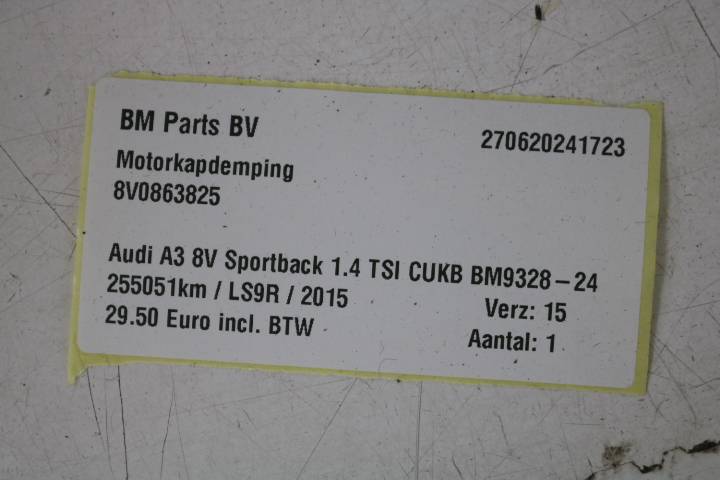 BM Parts BV 270620241723
Motorkapdemping
8V0863825
Audi A3 8V Sportback 1.4 TSI CUKB BM9328-24
255051km / LS9R / 2015 Verz: 15
29.50 Euro incl. BTW Aantal: 1